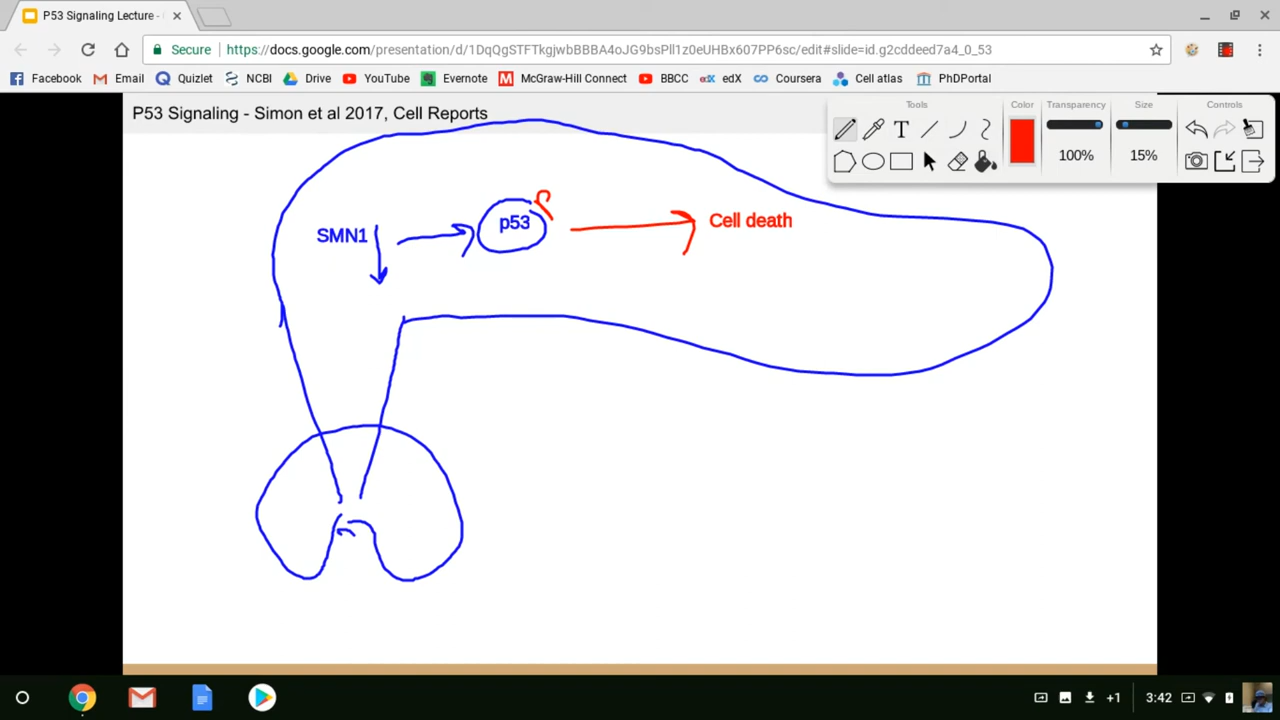 P53 Signaling Lecture -
Secure https://docs.google.com/presentation/d/1DqQgSTFTkgjwbBBBA4oJG9bsPll1z0eUHBx607PP6sc/edit#slide=id.g2cddeed7a4_0_53
Facebook Email Quizlet NCBI Drive YouTube Evernote McGraw-Hill Connect BBCC edX Coursera Cell atlas PhDPortal
P53 Signaling - Simon et al 2017, Cell Reports
Tools Color Transparency Size Controls
T
100% 15%
P
SMN1 p53 Cell death
+1 3:42